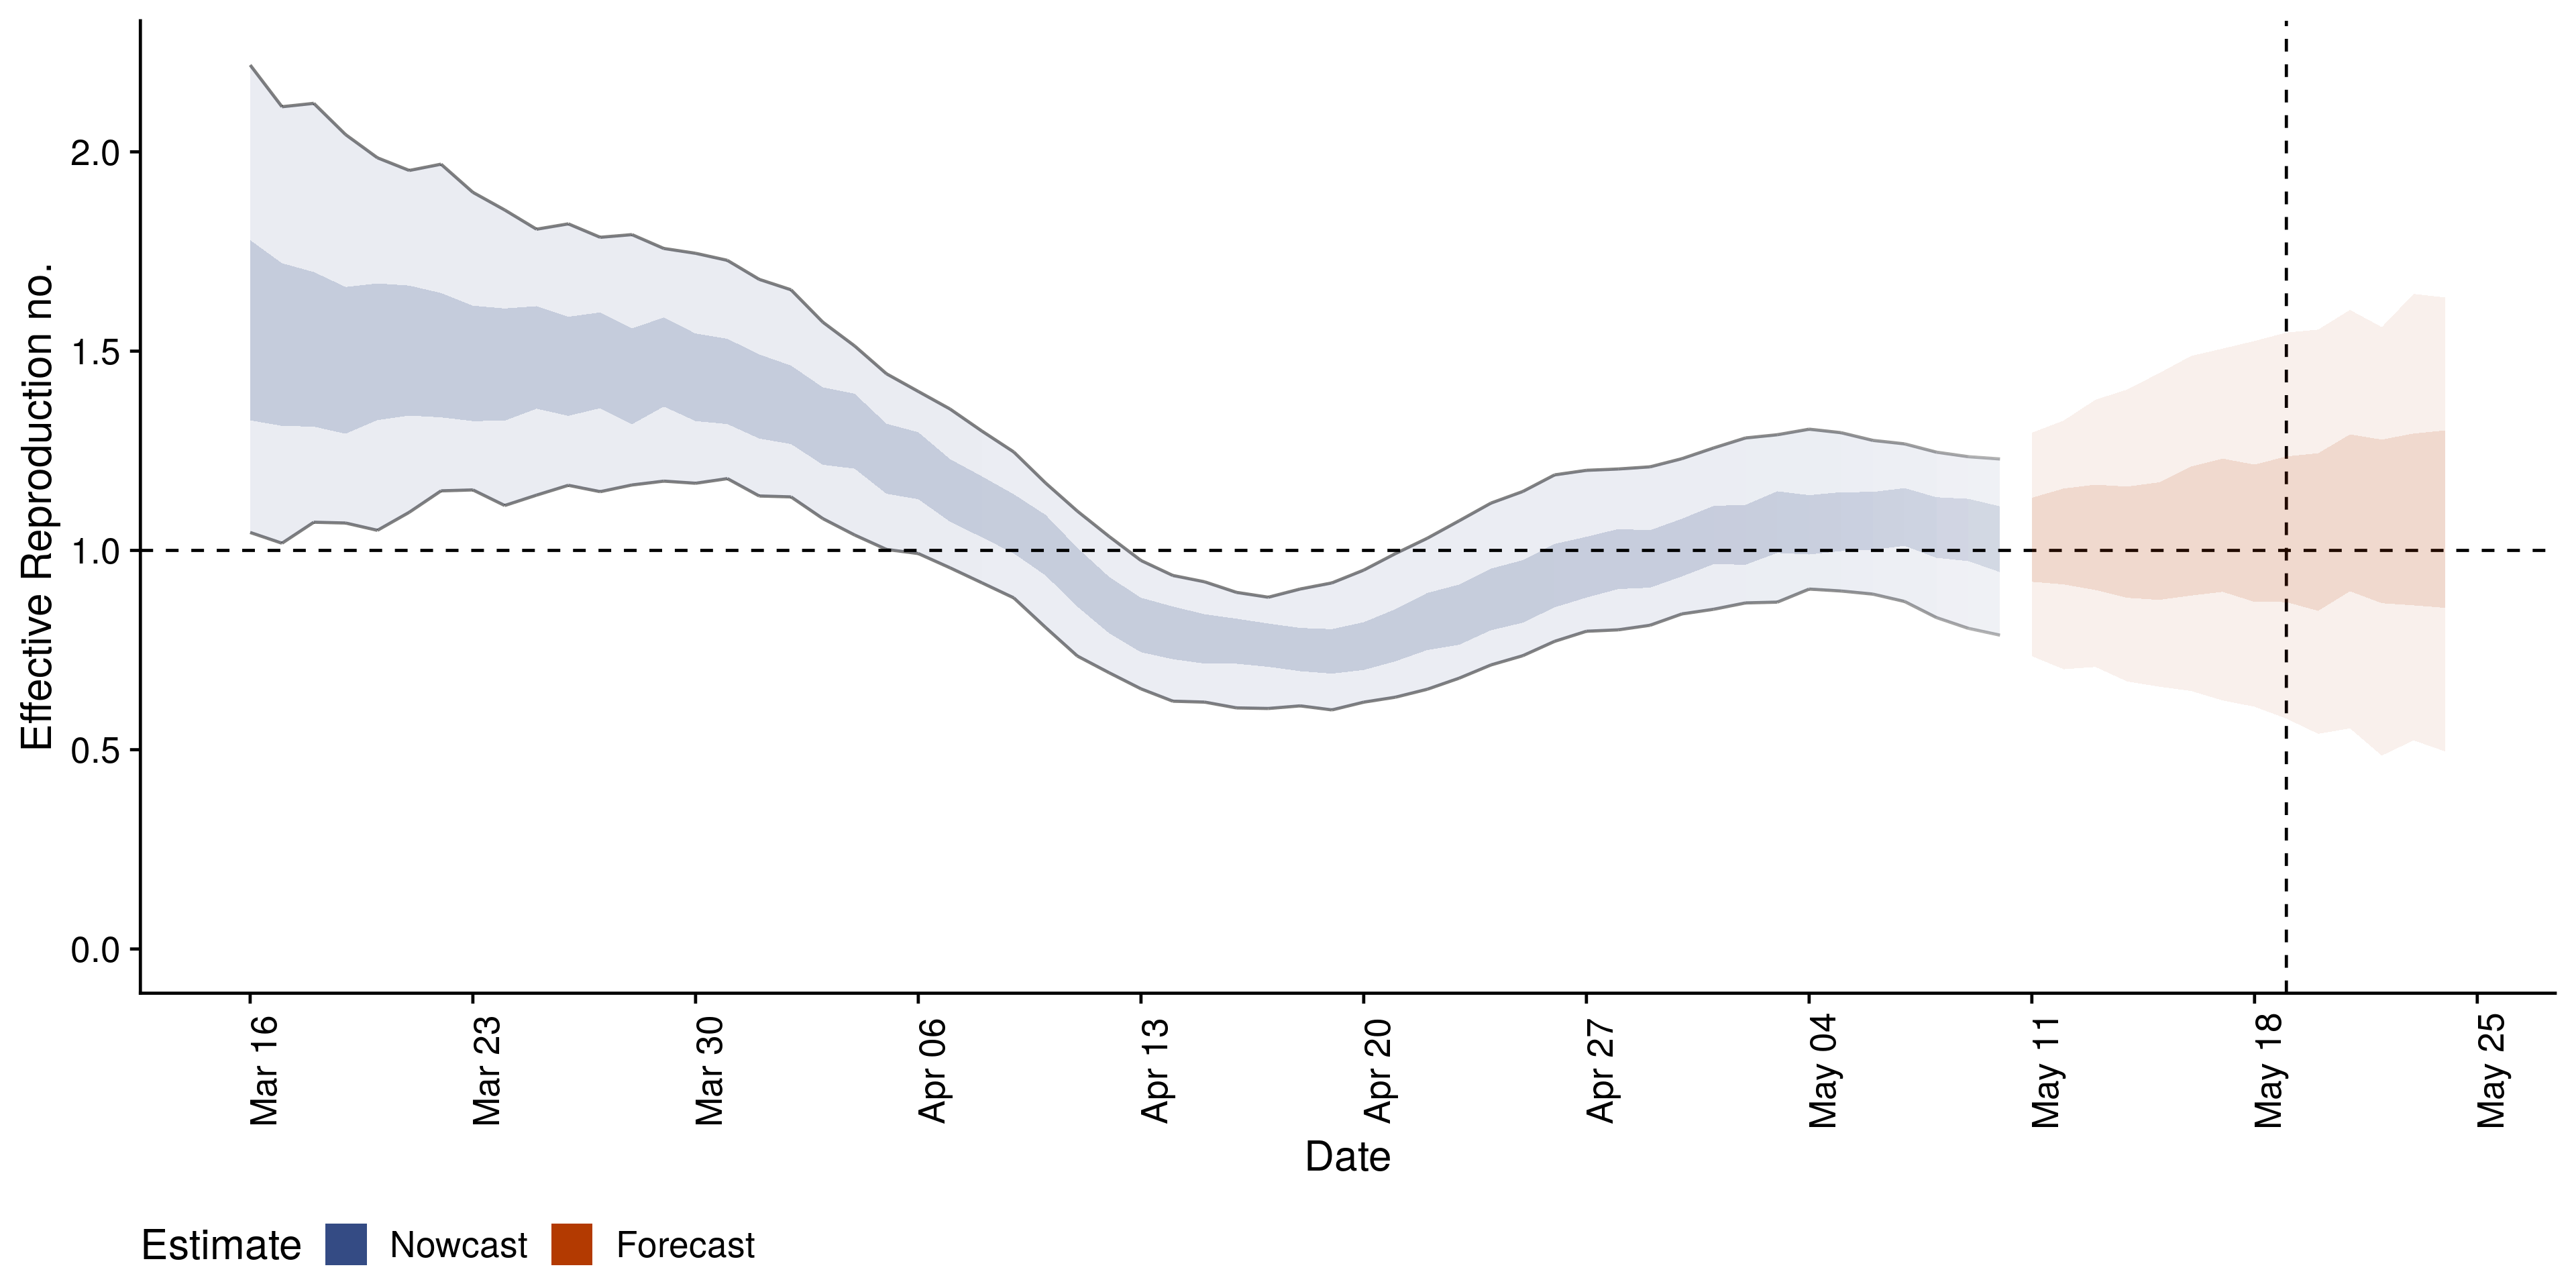 Effective Reproduction no.
2.0
1.5
1.0
0.5
0.0
Mar 16
Mar 23
Mar 30
Apr 06
Apr 13
Apr 20
Apr 27
May 04
May 11
May 18
May 25
Date
Estimate Nowcast Forecast